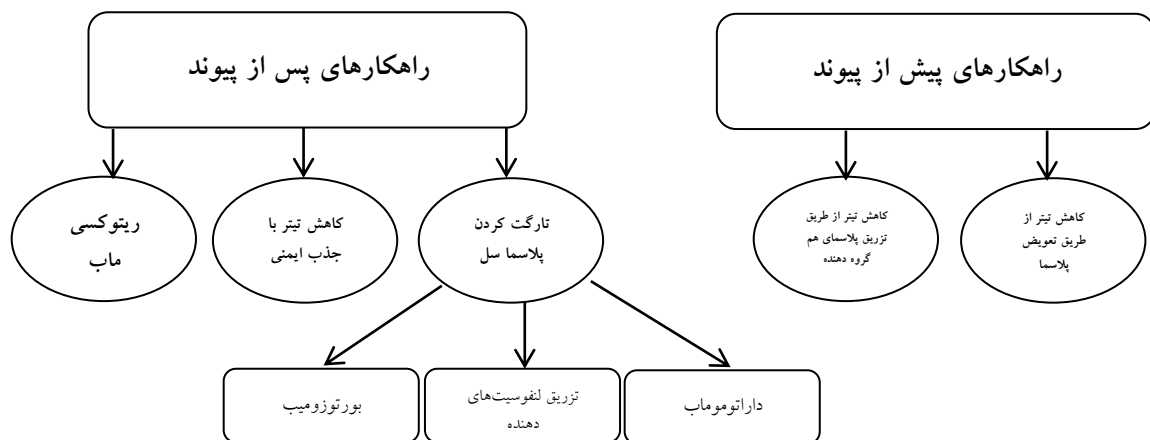 راهکارهای پیش از پیوند
کاهش تیتر از
طریق تعویض
پلاسما
کاهش تیتر از طریق
تزریق پلاسمای هم
گروه دهنده
راهکارهای پس از پیوند
تارگت کردن
پلاسما سل
کاهش تیتر با
جذب ایمنی
ریتوکسی
ماب
داراتوموماب
تزریق لنفوسیت‌های
دهنده
بورتوزومیب